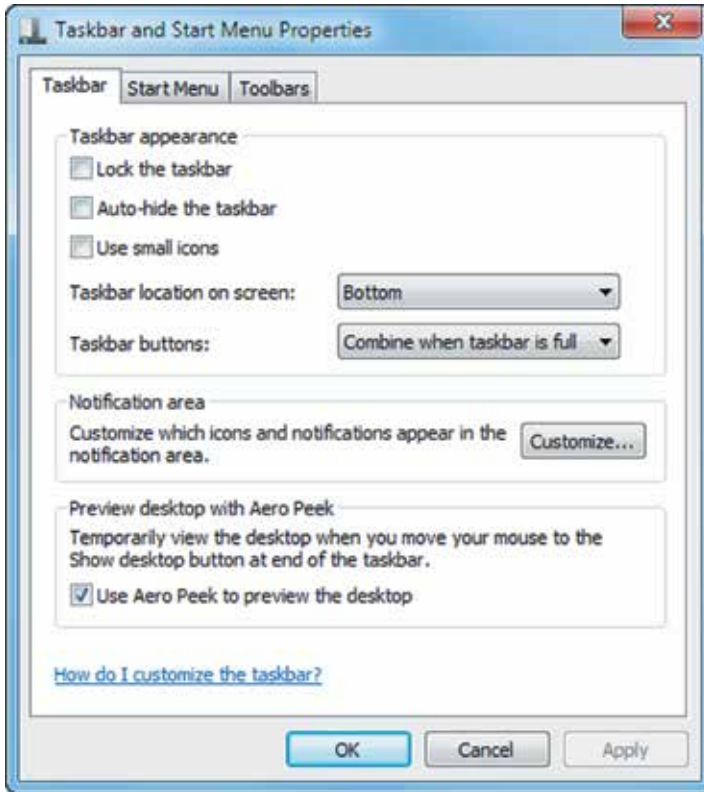 Taskbar and Start Menu Properties
Taskbar Start Menu Toolbars
Taskbar appearance
Lock the taskbar
Auto-hide the taskbar
Use small icons
Taskbar location on screen: Bottom
Taskbar buttons: Combine when taskbar is full
Notification area
Customize which icons and notifications appear in the
notification area.
Customize...
Preview desktop with Aero Peek
Temporarily view the desktop when you move your mouse to the
Show desktop button at end of the taskbar.
Use Aero Peek to preview the desktop
How do I customize the taskbar?
OK Cancel Apply